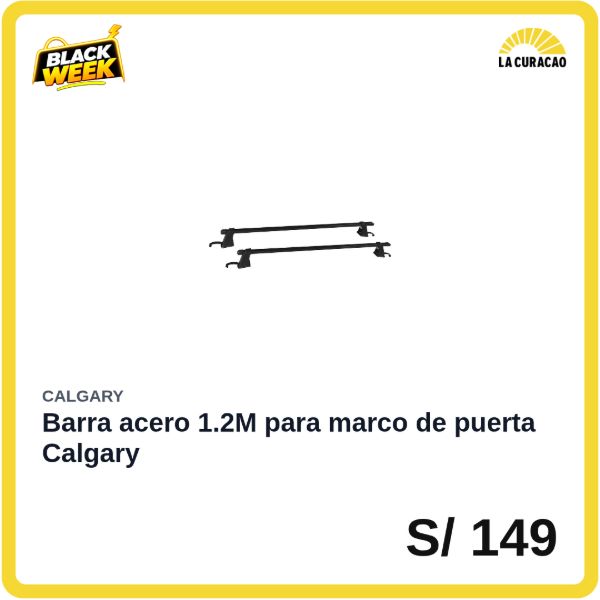 BLACK
WEEK
LA CURACAO
CALGARY
Barra acero 1.2M para marco de puerta
Calgary
S/ 149